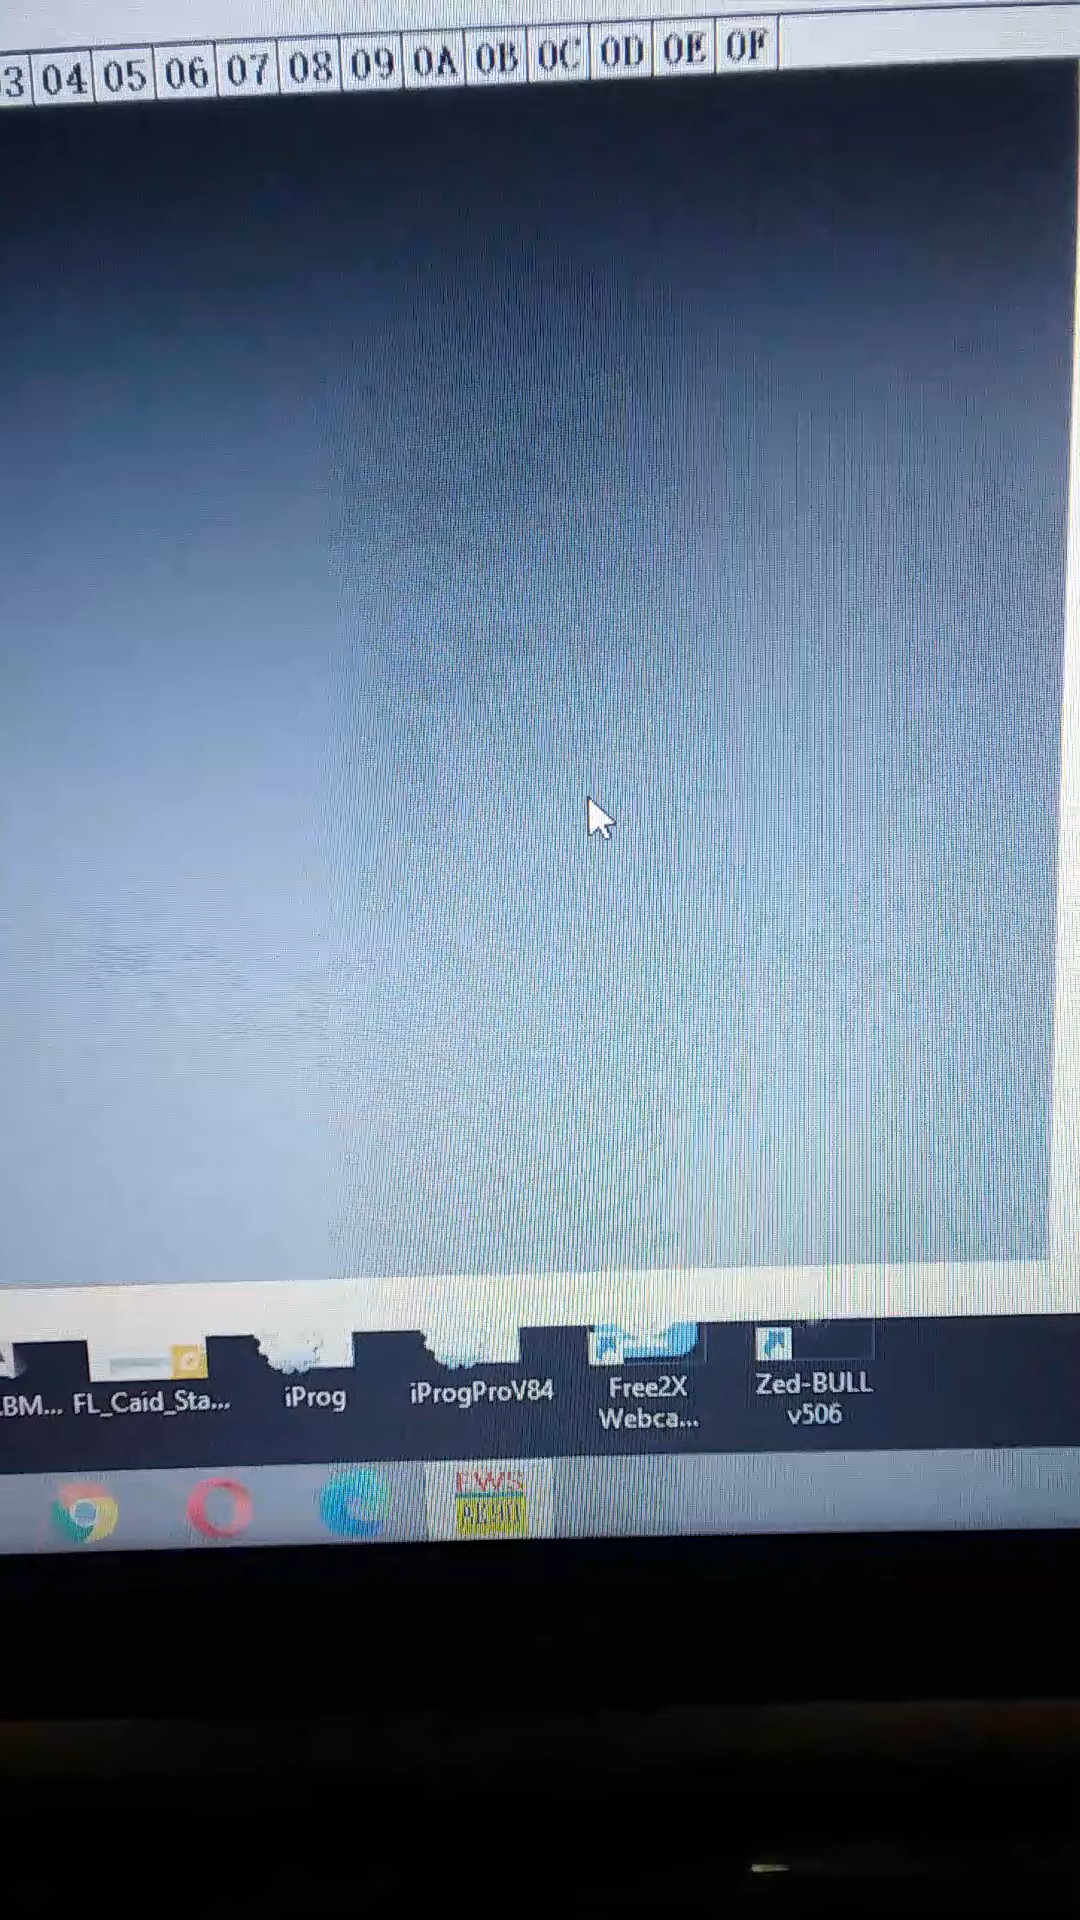 3 04 05 06 07 08 09 0A 0B 0C 0D 0E 0F
BM... FL_Caid_Sta... iProg iProgProV84 Free2X Webca... Zed-BULL v506
EWS